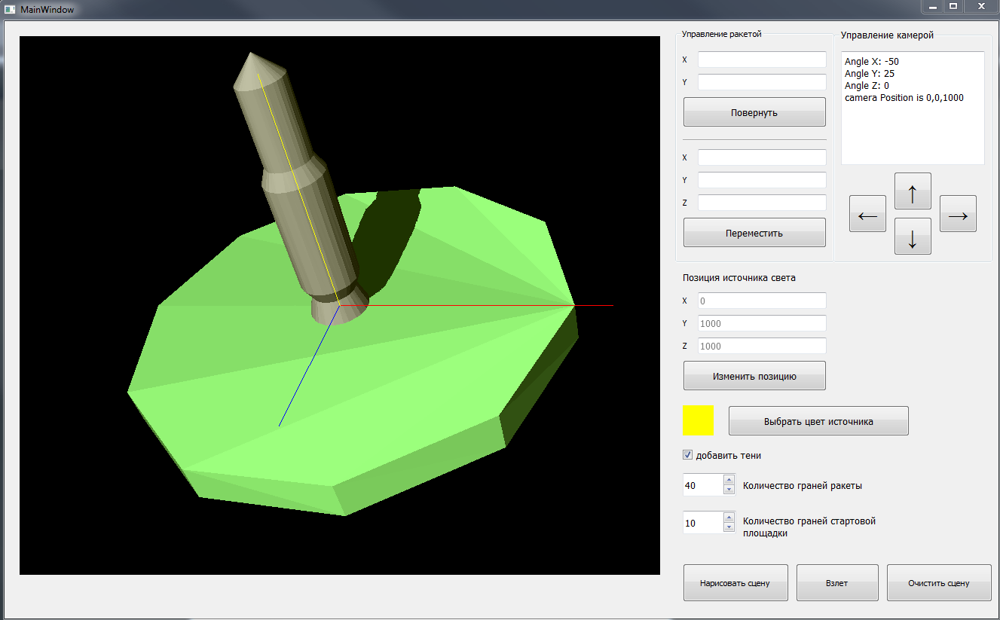 MainWindow
Управление ракетой
X
Y
Повернуть
X
Y
Z
Переместить
Управление камерой
Angle X: -50
Angle Y: 25
Angle Z: 0
camera Position is 0,0,1000
↑
←
→
↓
Позиция источника света
X 0
Y 1000
Z 1000
Изменить позицию
Выбрать цвет источника
добавить тени
40 Количество граней ракеты
10 Количество граней стартовой
площадки
Нарисовать сцену
Взлет
Очистить сцену